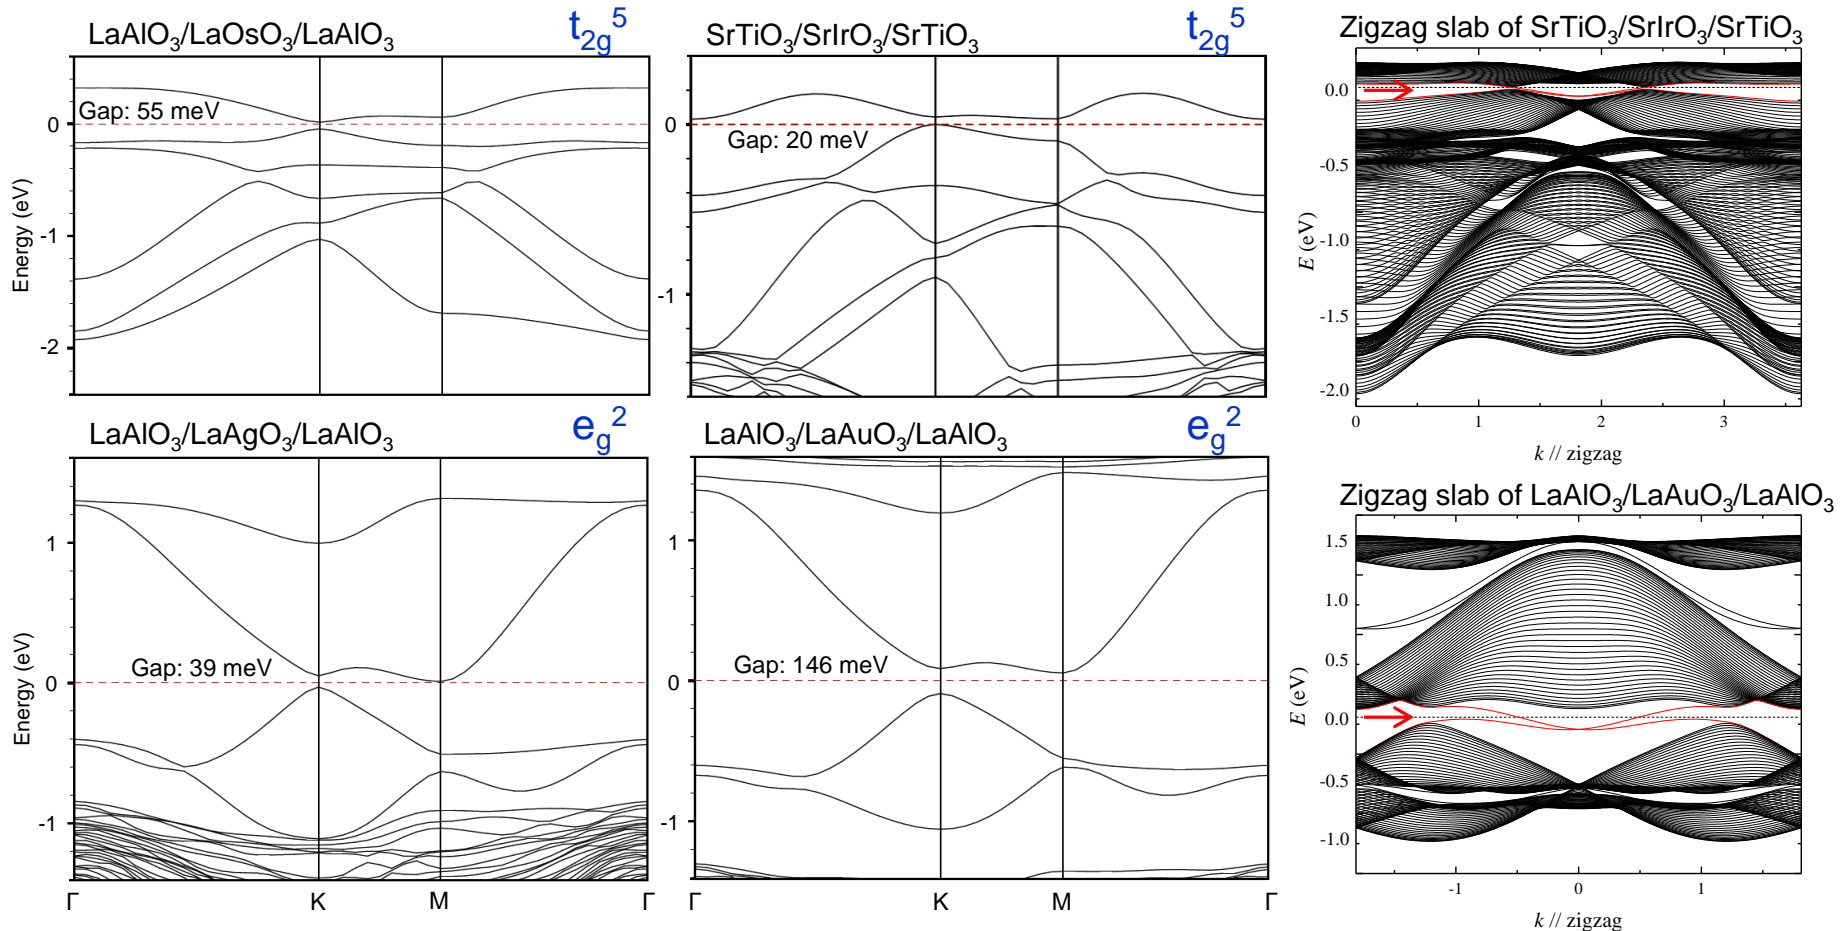 LaAlO₃/LaOsO₃/LaAlO₃
t₂g⁵
Gap: 55 meV
0
-1
-2
Energy (eV)
SrTiO₃/SrIrO₃/SrTiO₃
t₂g⁵
0
Gap: 20 meV
-1
Zigzag slab of SrTiO₃/SrIrO₃/SrTiO₃
0.0
-0.5
-1.0
-1.5
-2.0
E (eV)
0 1 2 3
k // zigzag
LaAlO₃/LaAgO₃/LaAlO₃
e_g²
1
Gap: 39 meV
0
-1
Energy (eV)
Γ K M Γ
LaAlO₃/LaAuO₃/LaAlO₃
e_g²
1
Gap: 146 meV
0
-1
Γ K M Γ
Zigzag slab of LaAlO₃/LaAuO₃/LaAlO₃
1.5
1.0
0.5
0.0
-0.5
-1.0
E (eV)
-1 0 1
k // zigzag